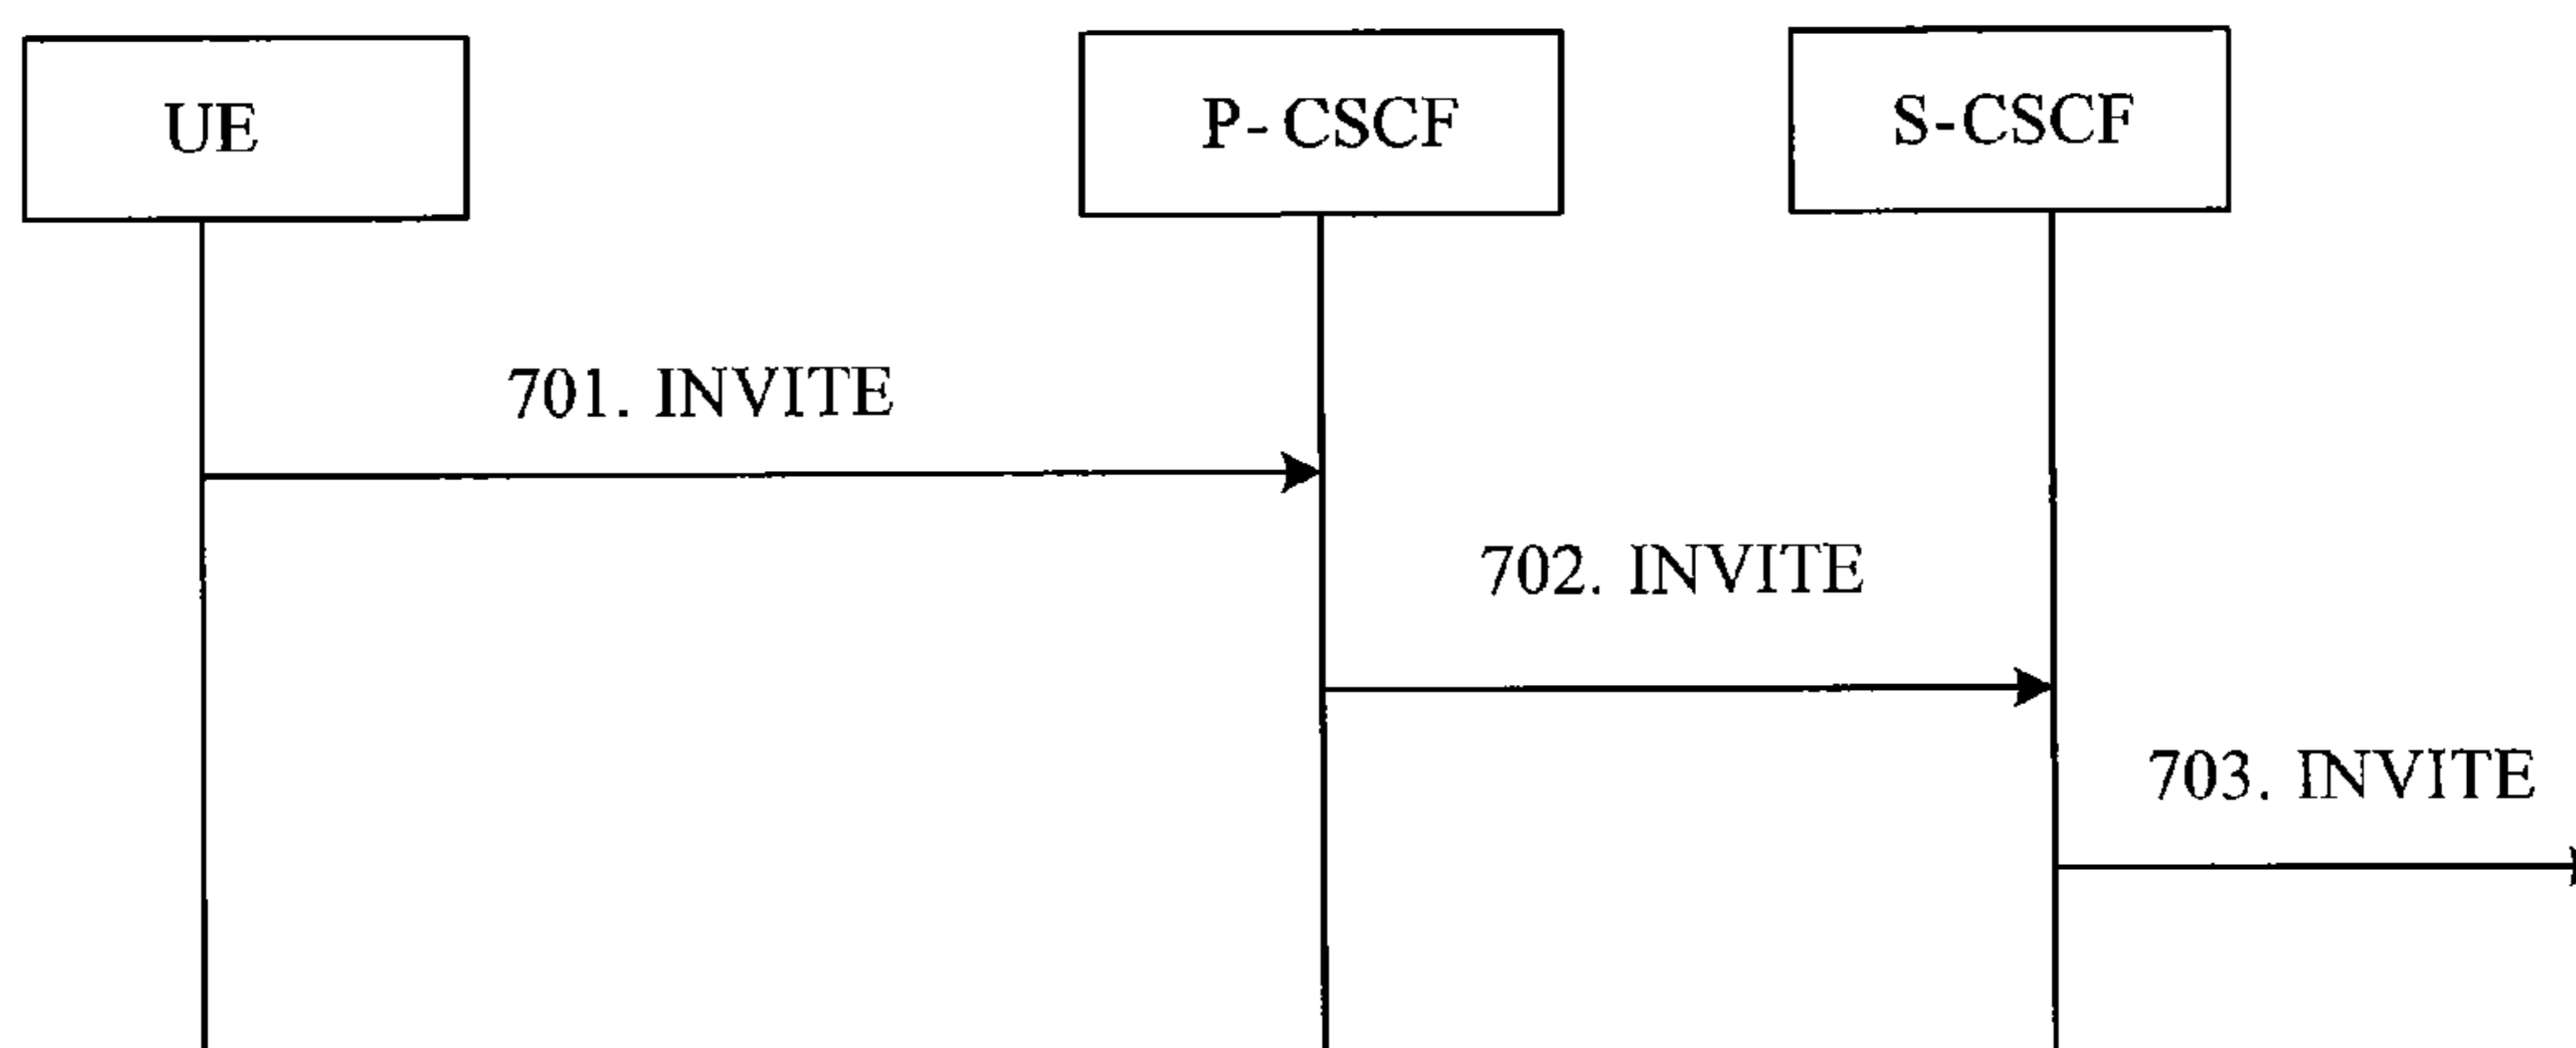 UE
P-CSCF
S-CSCF
701. INVITE
702. INVITE
703. INVITE